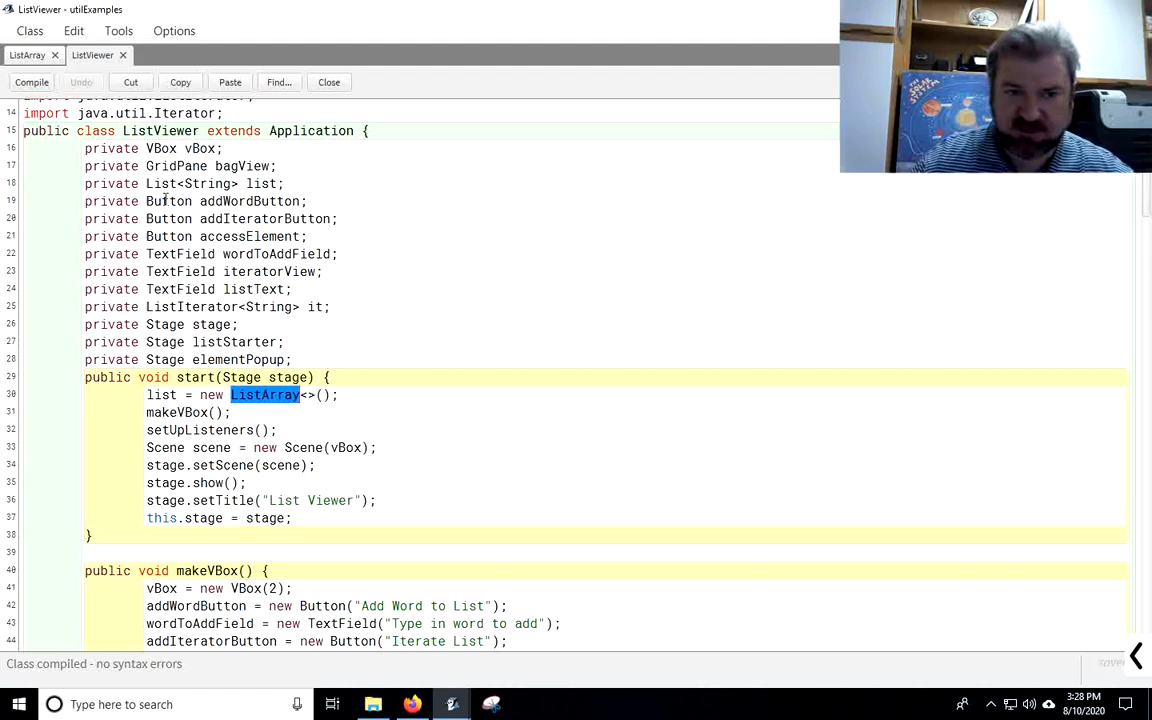 ListViewer - utilExamples
Class Edit Tools Options
ListArray ✕ ListViewer ✕
Compile Undo Cut Copy Paste Find... Close
14 import java.util.Iterator;
15 public class ListViewer extends Application {
16 private VBox vBox;
17 private GridPane bagView;
18 private List<String> list;
19 private Button addWordButton;
20 private Button addIteratorButton;
21 private Button accessElement;
22 private TextField wordToAddField;
23 private TextField iteratorView;
24 private TextField listText;
25 private ListIterator<String> it;
26 private Stage stage;
27 private Stage listStarter;
28 private Stage elementPopup;
29 public void start(Stage stage) {
30 list = new ListArray<>();
31 makeVBox();
32 setUpListeners();
33 Scene scene = new Scene(vBox);
34 stage.setScene(scene);
35 stage.show();
36 stage.setTitle("List Viewer");
37 this.stage = stage;
38 }
39
40 public void makeVBox() {
41 vBox = new VBox(2);
42 addWordButton = new Button("Add Word to List");
43 wordToAddField = new TextField("Type in word to add");
44 addIteratorButton = new Button("Iterate List");
Class compiled - no syntax errors
saved
THE SOLAR SYSTEM
Type here to search
3:28 PM
8/10/2020